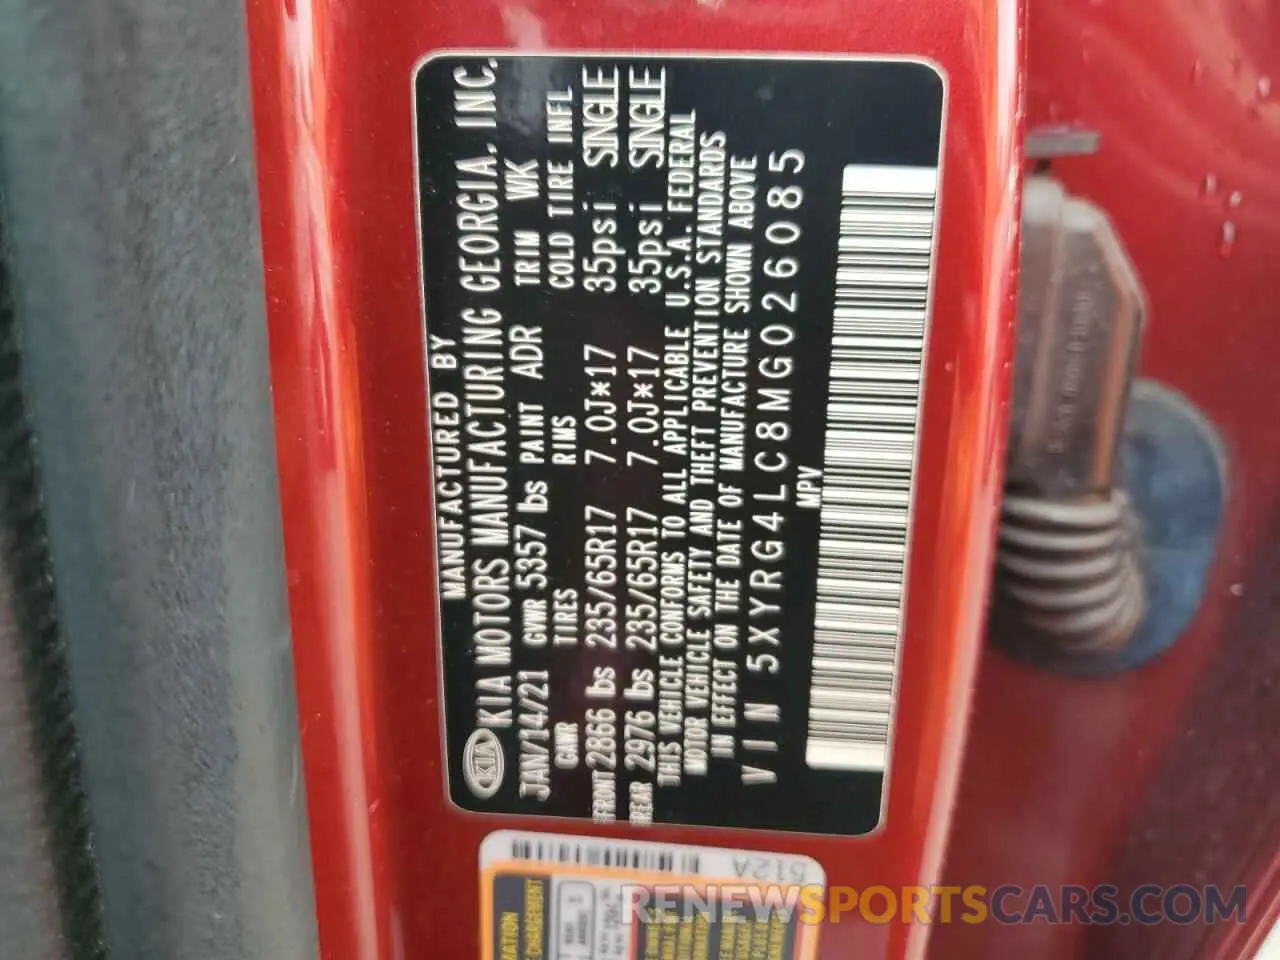 MANUFACTURED BY
KIA KIA MOTORS MANUFACTURING GEORGIA, INC.
JAN/14/21 GVWR 5357 lbs PAINT ADR TRIM WK
GAWR TIRES RIMS COLD TIRE INFL
FRONT 2866 lbs 235/65R17 7.0J*17 35psi SINGLE
REAR 2976 lbs 235/65R17 7.0J*17 35psi SINGLE
THIS VEHICLE CONFORMS TO ALL APPLICABLE U.S.A. FEDERAL
MOTOR VEHICLE SAFETY AND THEFT PREVENTION STANDARDS
IN EFFECT ON THE DATE OF MANUFACTURE SHOWN ABOVE
VIN 5XYRG4LC8MG026085
MPV
512A
RENEWSPORTSCARS.COM